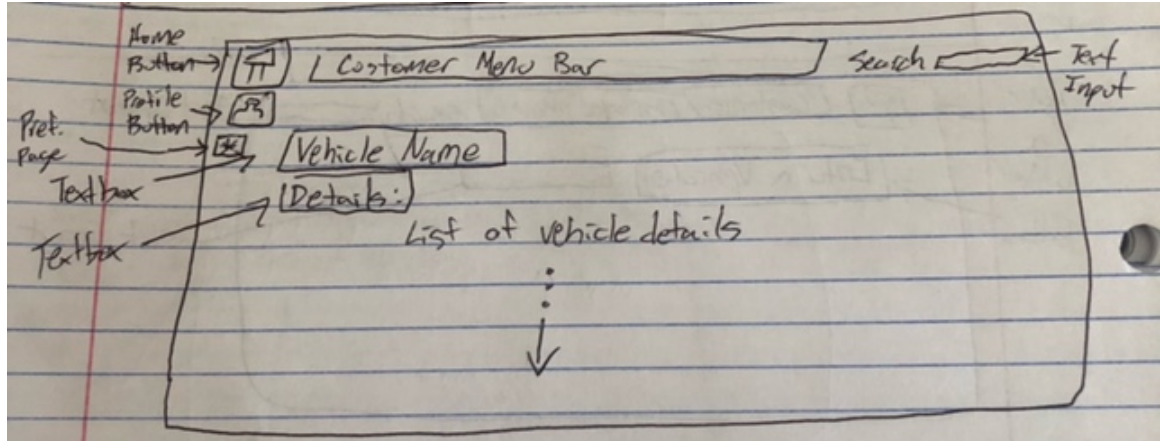 Home
Button
Customer Menu Bar
Search
Text
Input
Profile
Button
Pref.
Page
Vehicle Name
Textbox
Details:
Textbox
List of vehicle details